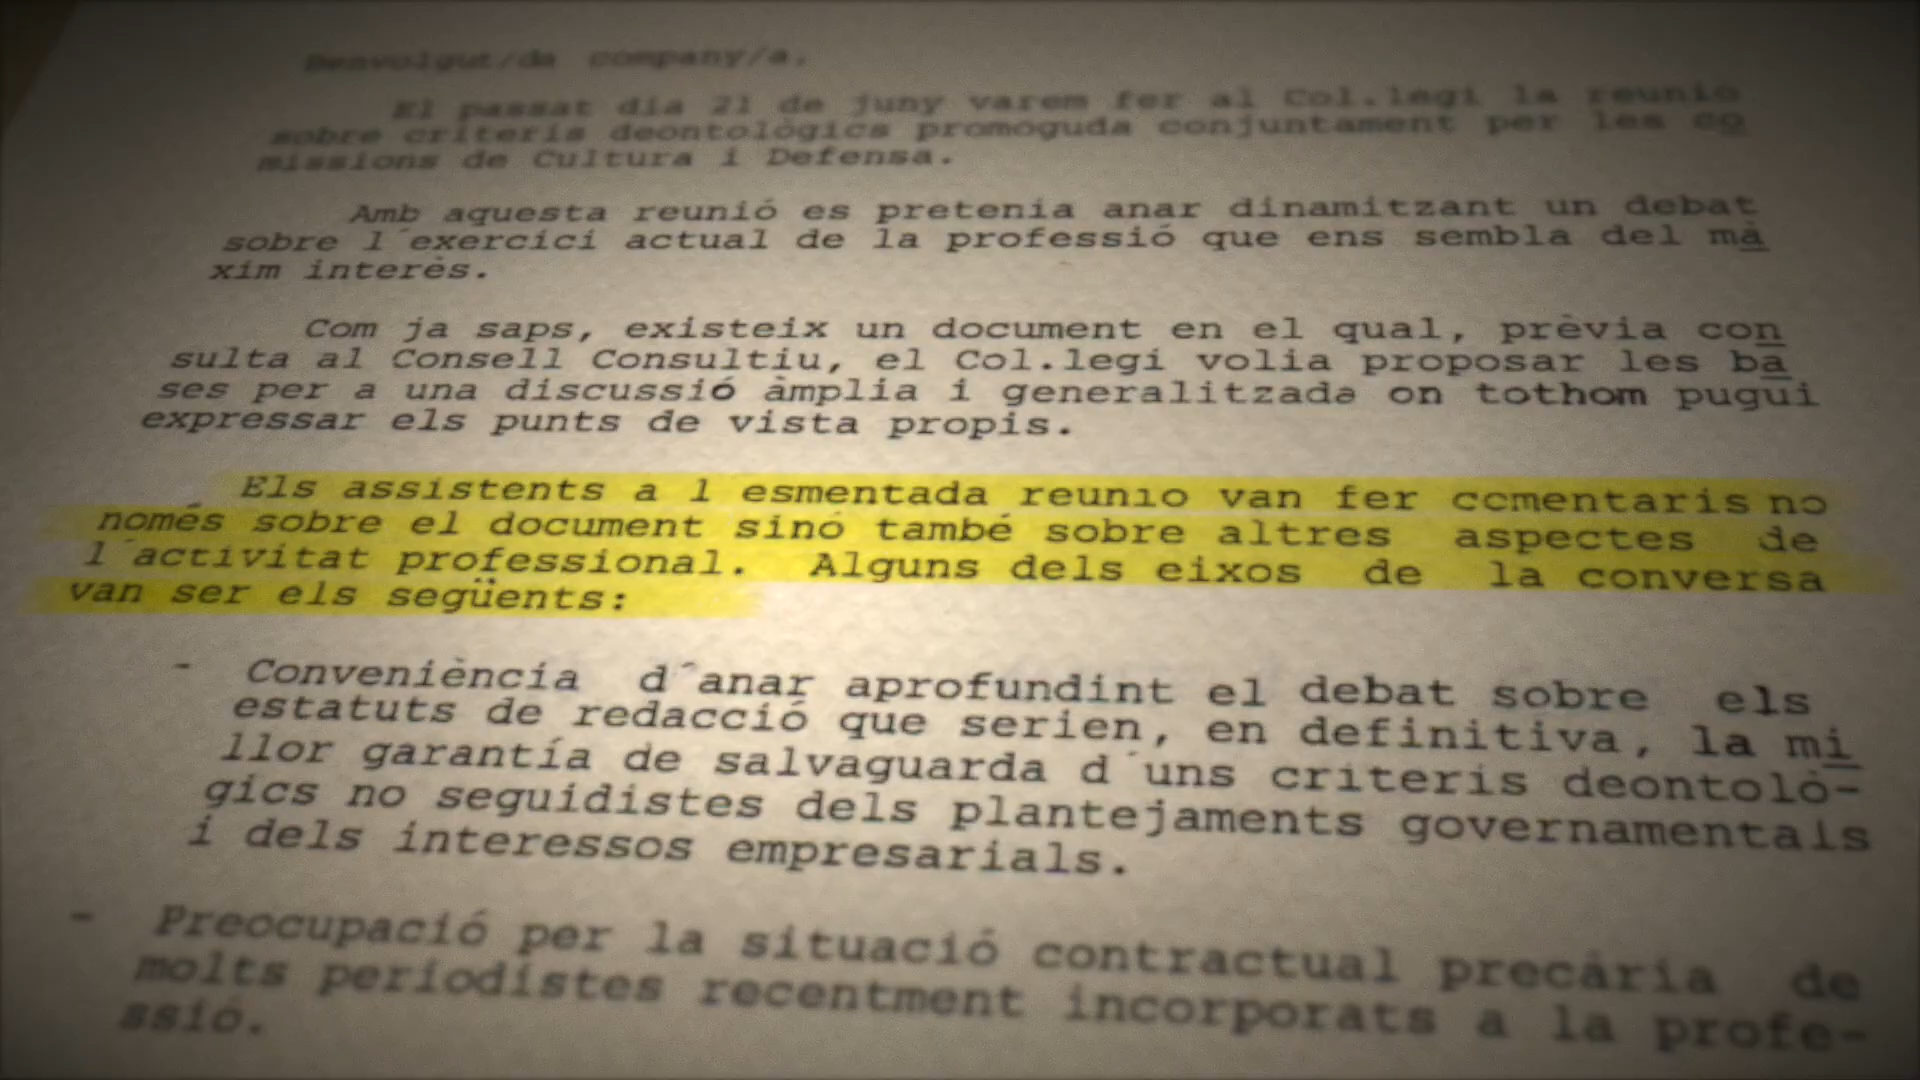 Benvolgut/da company/a,
El passat dia 21 de juny varem fer al Col.legi la reunio
sobre criteris deontològics promoguda conjuntament per les co
missions de Cultura i Defensa.
Amb aquesta reunió es pretenia anar dinamitzant un debat
sobre l´exercici actual de la professió que ens sembla del mà
xim interès.
Com ja saps, existeix un document en el qual, prèvia con
sulta al Consell Consultiu, el Col.legi volia proposar les ba
ses per a una discussió àmplia i generalitzada on tothom pugui
expressar els punts de vista propis.
Els assistents a l esmentada reunio van fer comentaris no
només sobre el document sinó també sobre altres aspectes de
l´activitat professional. Alguns dels eixos de la conversa
van ser els següents:
- Conveniència d´anar aprofundint el debat sobre els
estatuts de redacció que serien, en definitiva, la mi
llor garantía de salvaguarda d´uns criteris deontolò-
gics no seguidistes dels plantejaments governamentals
i dels interessos empresarials.
- Preocupació per la situació contractual precària de
molts periodistes recentment incorporats a la profe-
ssió.